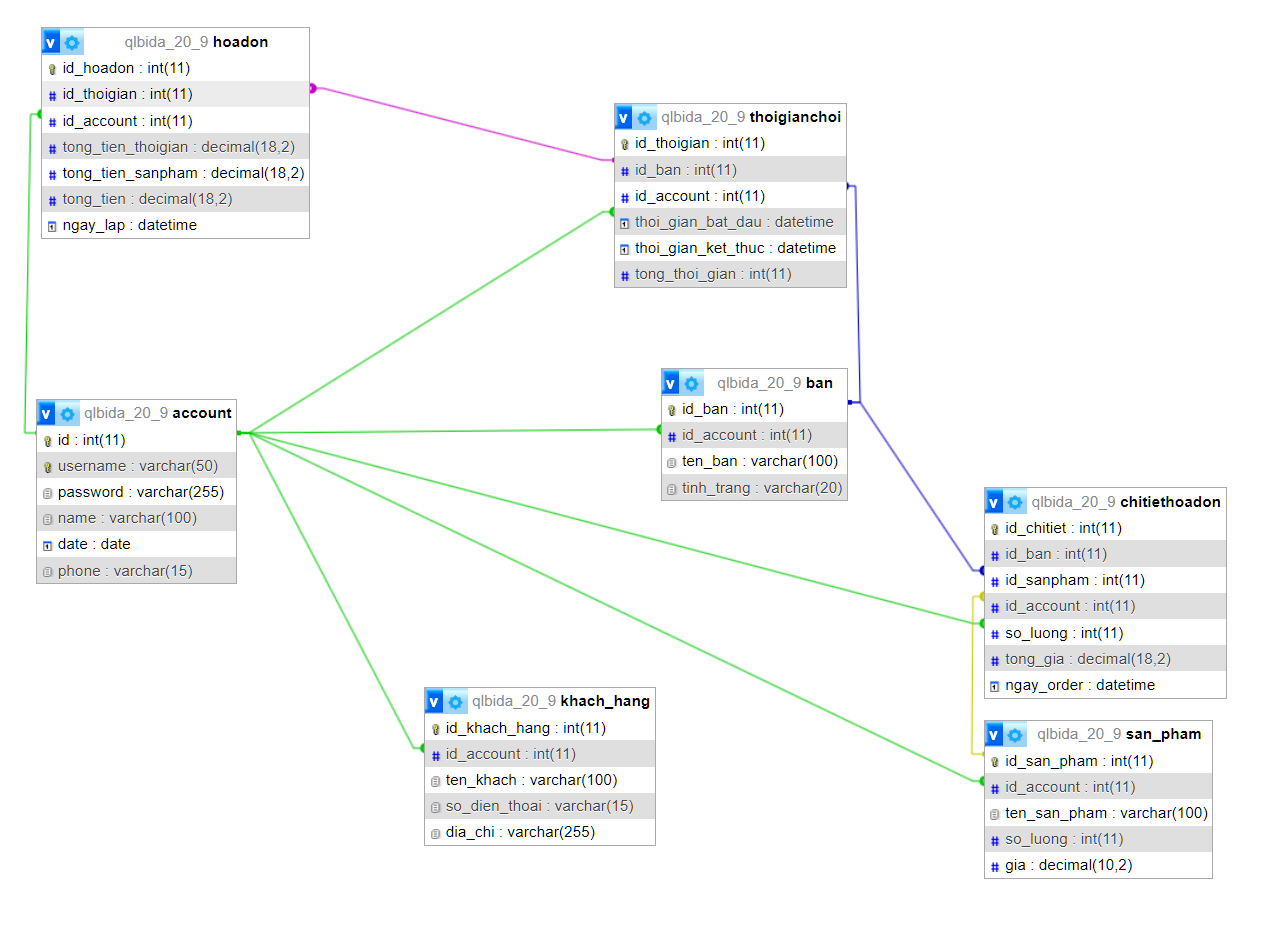 qlbida_20_9 hoadon
id_hoadon : int(11)
id_thoigian : int(11)
id_account : int(11)
tong_tien_thoigian : decimal(18,2)
tong_tien_sanpham : decimal(18,2)
tong_tien : decimal(18,2)
ngay_lap : datetime
qlbida_20_9 thoigianchoi
id_thoigian : int(11)
id_ban : int(11)
id_account : int(11)
thoi_gian_bat_dau : datetime
thoi_gian_ket_thuc : datetime
tong_thoi_gian : int(11)
qlbida_20_9 account
id : int(11)
username : varchar(50)
password : varchar(255)
name : varchar(100)
date : date
phone : varchar(15)
qlbida_20_9 ban
id_ban : int(11)
id_account : int(11)
ten_ban : varchar(100)
tinh_trang : varchar(20)
qlbida_20_9 chitiethoadon
id_chitiet : int(11)
id_ban : int(11)
id_sanpham : int(11)
id_account : int(11)
so_luong : int(11)
tong_gia : decimal(18,2)
ngay_order : datetime
qlbida_20_9 khach_hang
id_khach_hang : int(11)
id_account : int(11)
ten_khach : varchar(100)
so_dien_thoai : varchar(15)
dia_chi : varchar(255)
qlbida_20_9 san_pham
id_san_pham : int(11)
id_account : int(11)
ten_san_pham : varchar(100)
so_luong : int(11)
gia : decimal(10,2)